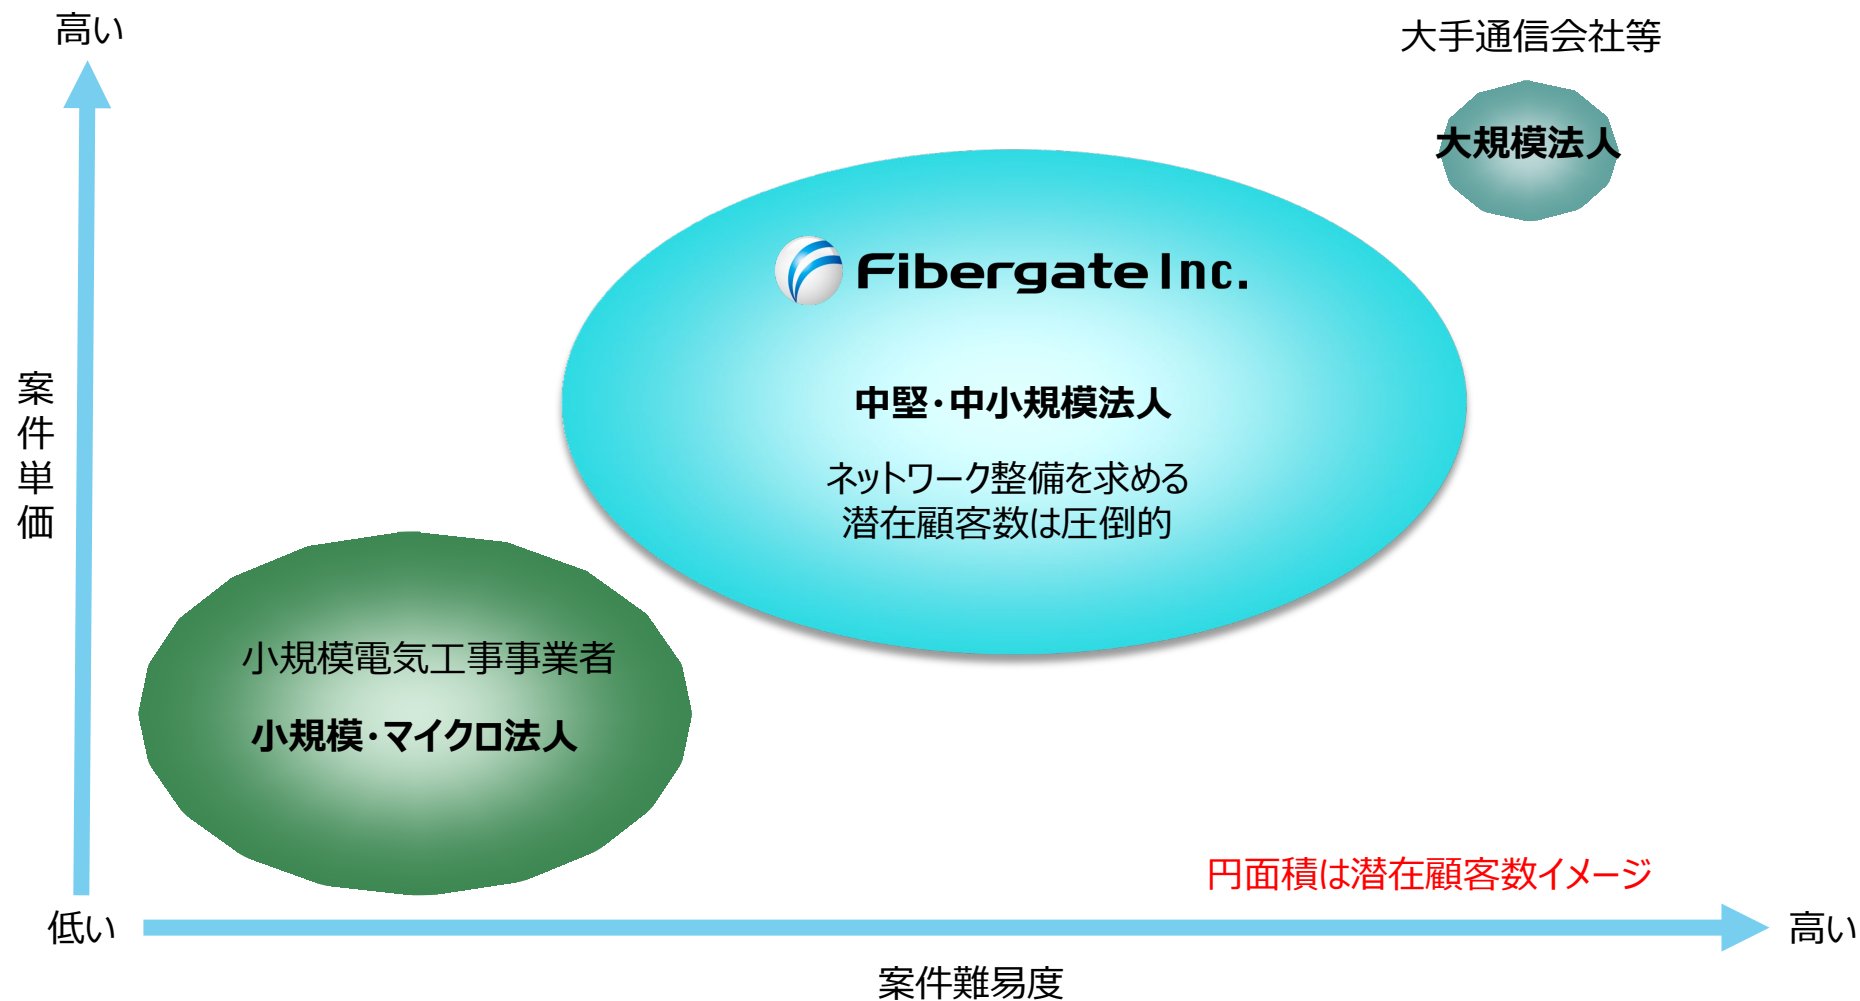 高い
大手通信会社等
大規模法人
Fibergate Inc.
中堅・中小規模法人
ネットワーク整備を求める
潜在顧客数は圧倒的
案件単価
小規模電気工事事業者
小規模・マイクロ法人
円面積は潜在顧客数イメージ
低い
高い
案件難易度